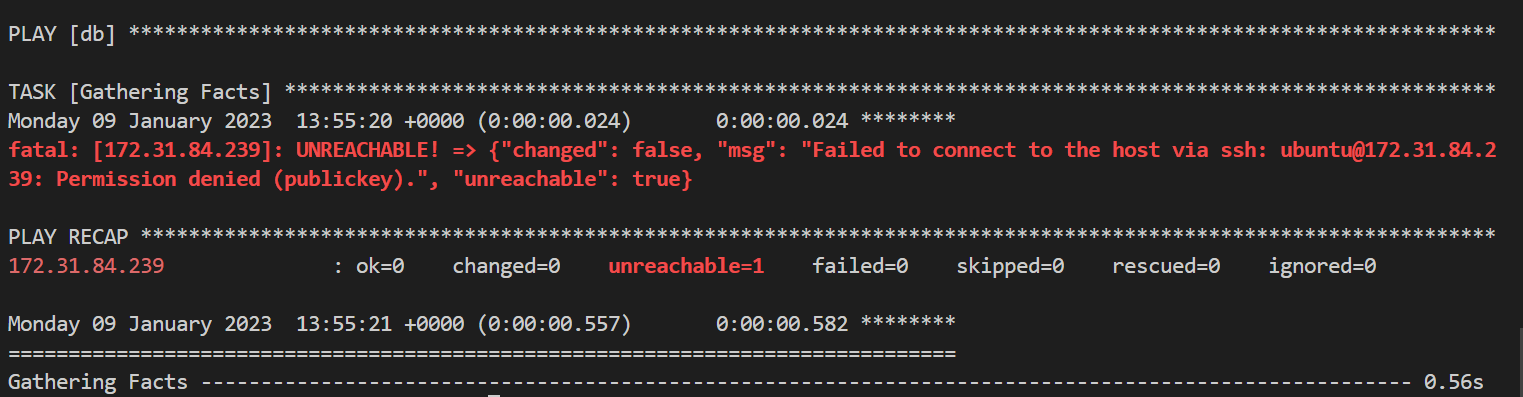 PLAY [db] ******************************************************************************************************************
TASK [Gathering Facts] *****************************************************************************************************
Monday 09 January 2023  13:55:20 +0000 (0:00:00.024)       0:00:00.024 ********
fatal: [172.31.84.239]: UNREACHABLE! => {"changed": false, "msg": "Failed to connect to the host via ssh: ubuntu@172.31.84.2
39: Permission denied (publickey).", "unreachable": true}
PLAY RECAP *****************************************************************************************************************
172.31.84.239              : ok=0    changed=0    unreachable=1    failed=0    skipped=0    rescued=0    ignored=0
Monday 09 January 2023  13:55:21 +0000 (0:00:00.557)       0:00:00.582 ********
===============================================================================
Gathering Facts ----------------------------------------------------------------------------------------------------- 0.56s